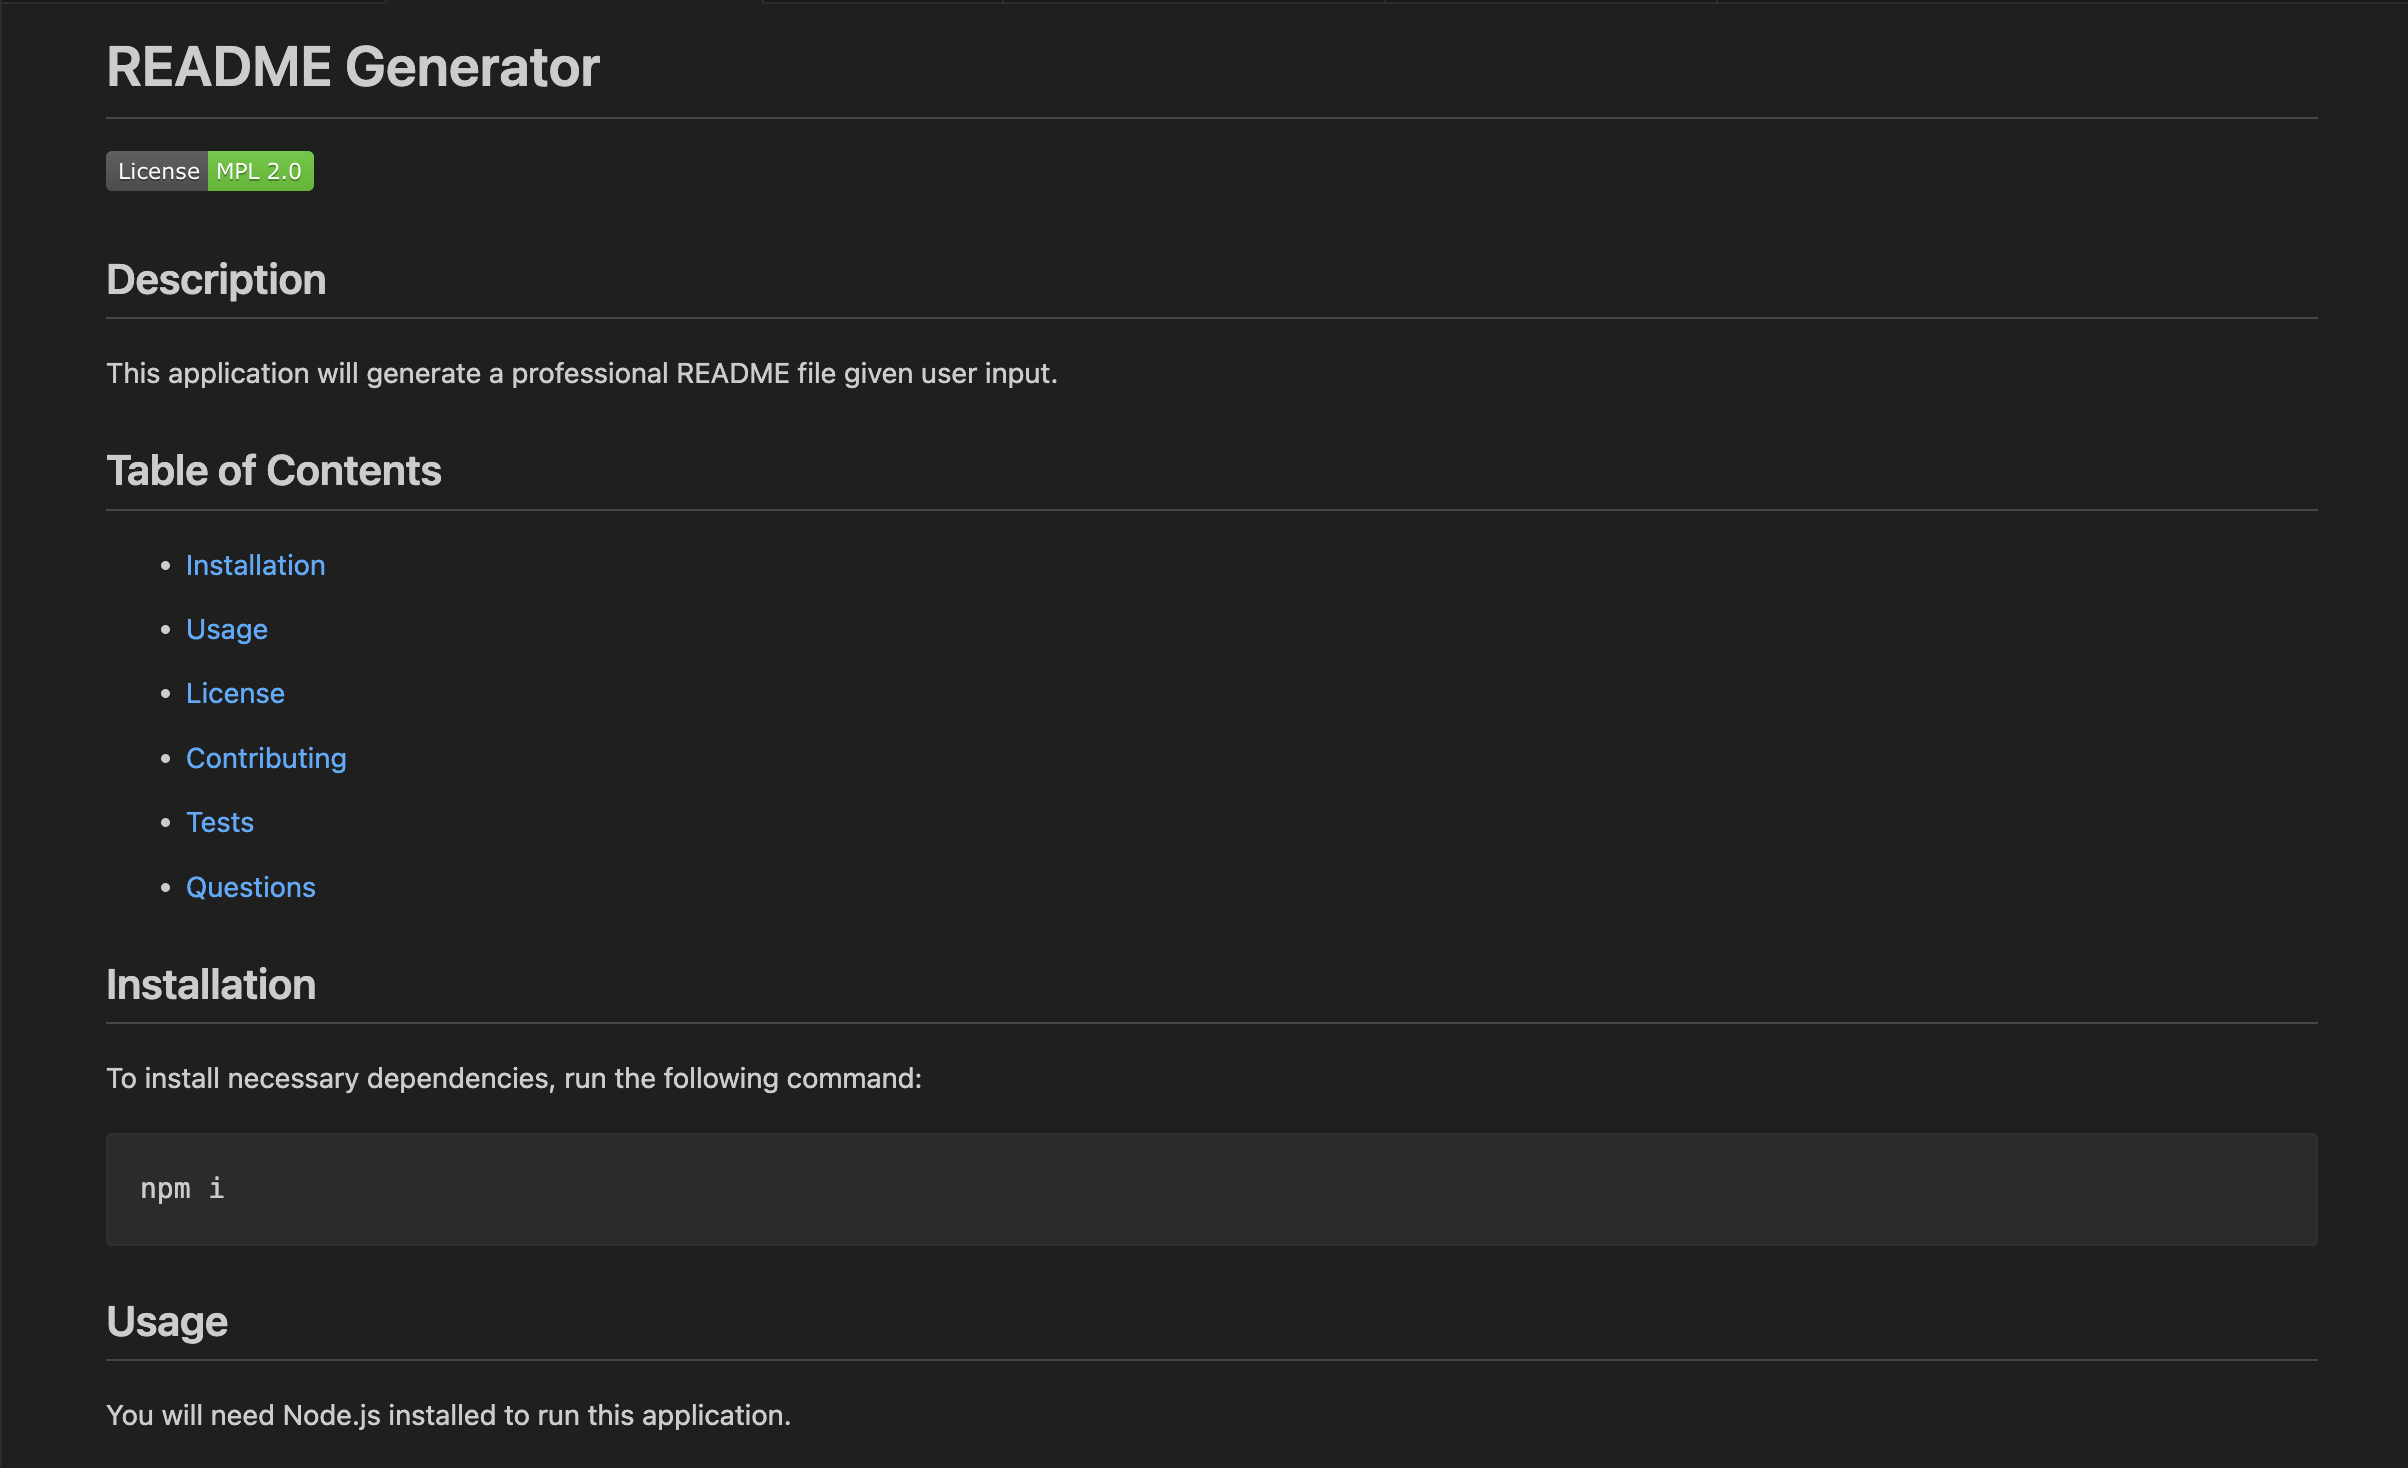 README Generator
License MPL 2.0
Description
This application will generate a professional README file given user input.
Table of Contents
Installation
Usage
License
Contributing
Tests
Questions
Installation
To install necessary dependencies, run the following command:
npm i
Usage
You will need Node.js installed to run this application.